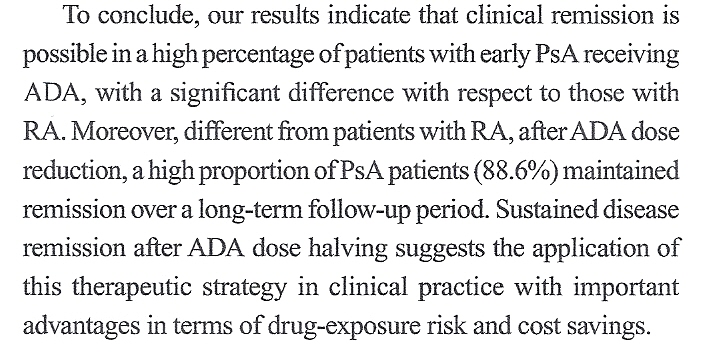 To conclude, our results indicate that clinical remission is
possible in a high percentage of patients with early PsA receiving
ADA, with a significant difference with respect to those with
RA. Moreover, different from patients with RA, after ADA dose
reduction, a high proportion of PsA patients (88.6%) maintained
remission over a long-term follow-up period. Sustained disease
remission after ADA dose halving suggests the application of
this therapeutic strategy in clinical practice with important
advantages in terms of drug-exposure risk and cost savings.